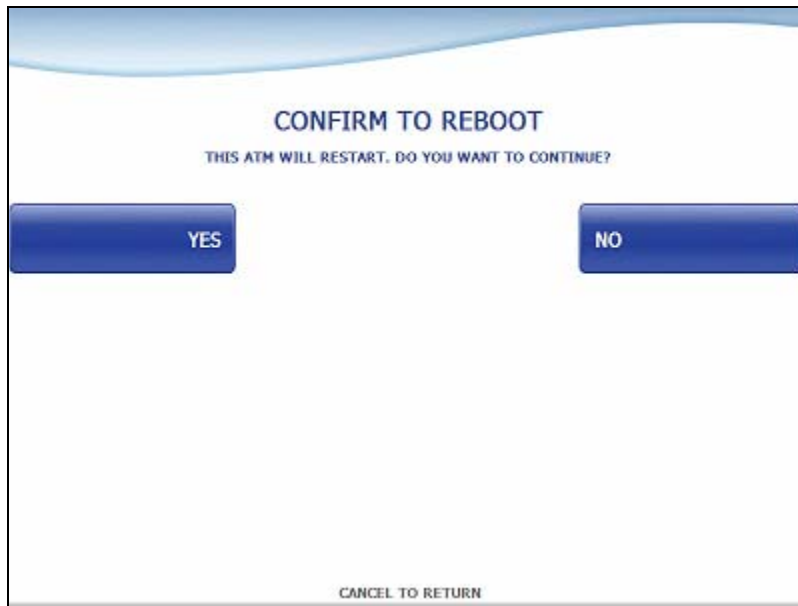 CONFIRM TO REBOOT
THIS ATM WILL RESTART. DO YOU WANT TO CONTINUE?
YES
NO
CANCEL TO RETURN